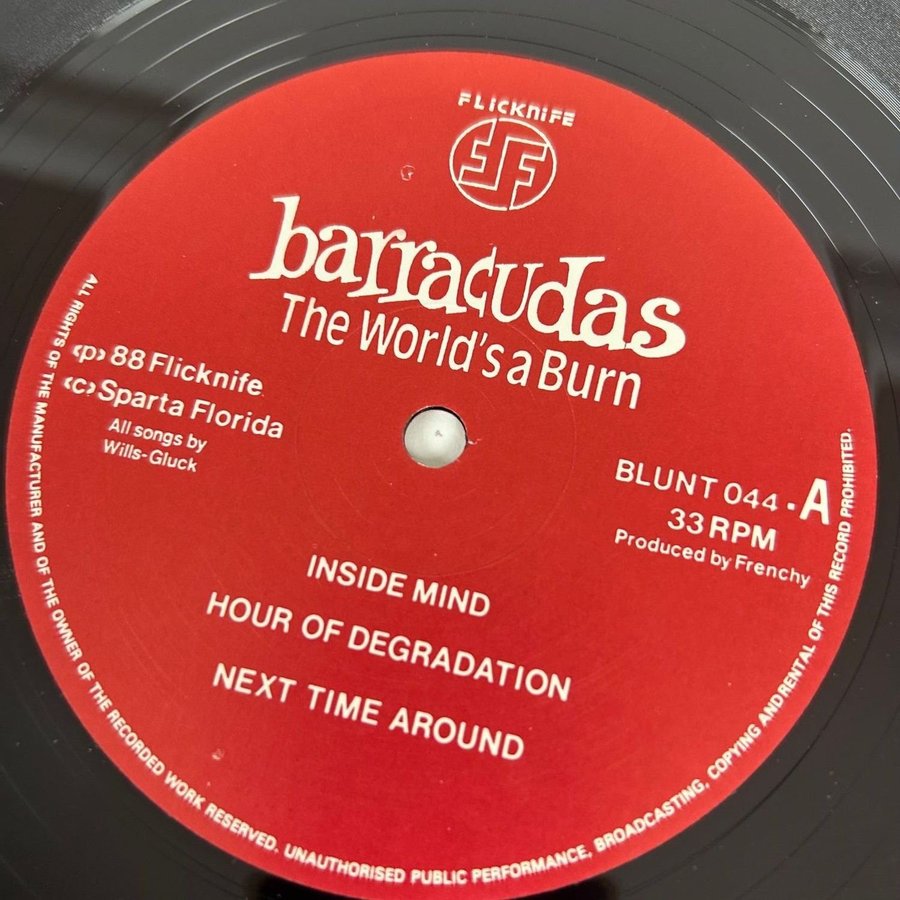 FLICKNIFE
FF
barracudas
The World's a Burn
(p) 88 Flicknife
(c) Sparta Florida
All songs by
Wills-Gluck
BLUNT 044 - A
33 RPM
Produced by Frenchy
INSIDE MIND
HOUR OF DEGRADATION
NEXT TIME AROUND
ALL RIGHTS OF THE MANUFACTURER AND OF THE OWNER OF THE RECORDED WORK RESERVED. UNAUTHORISED PUBLIC PERFORMANCE, BROADCASTING, COPYING AND RENTAL OF THIS RECORD PROHIBITED.